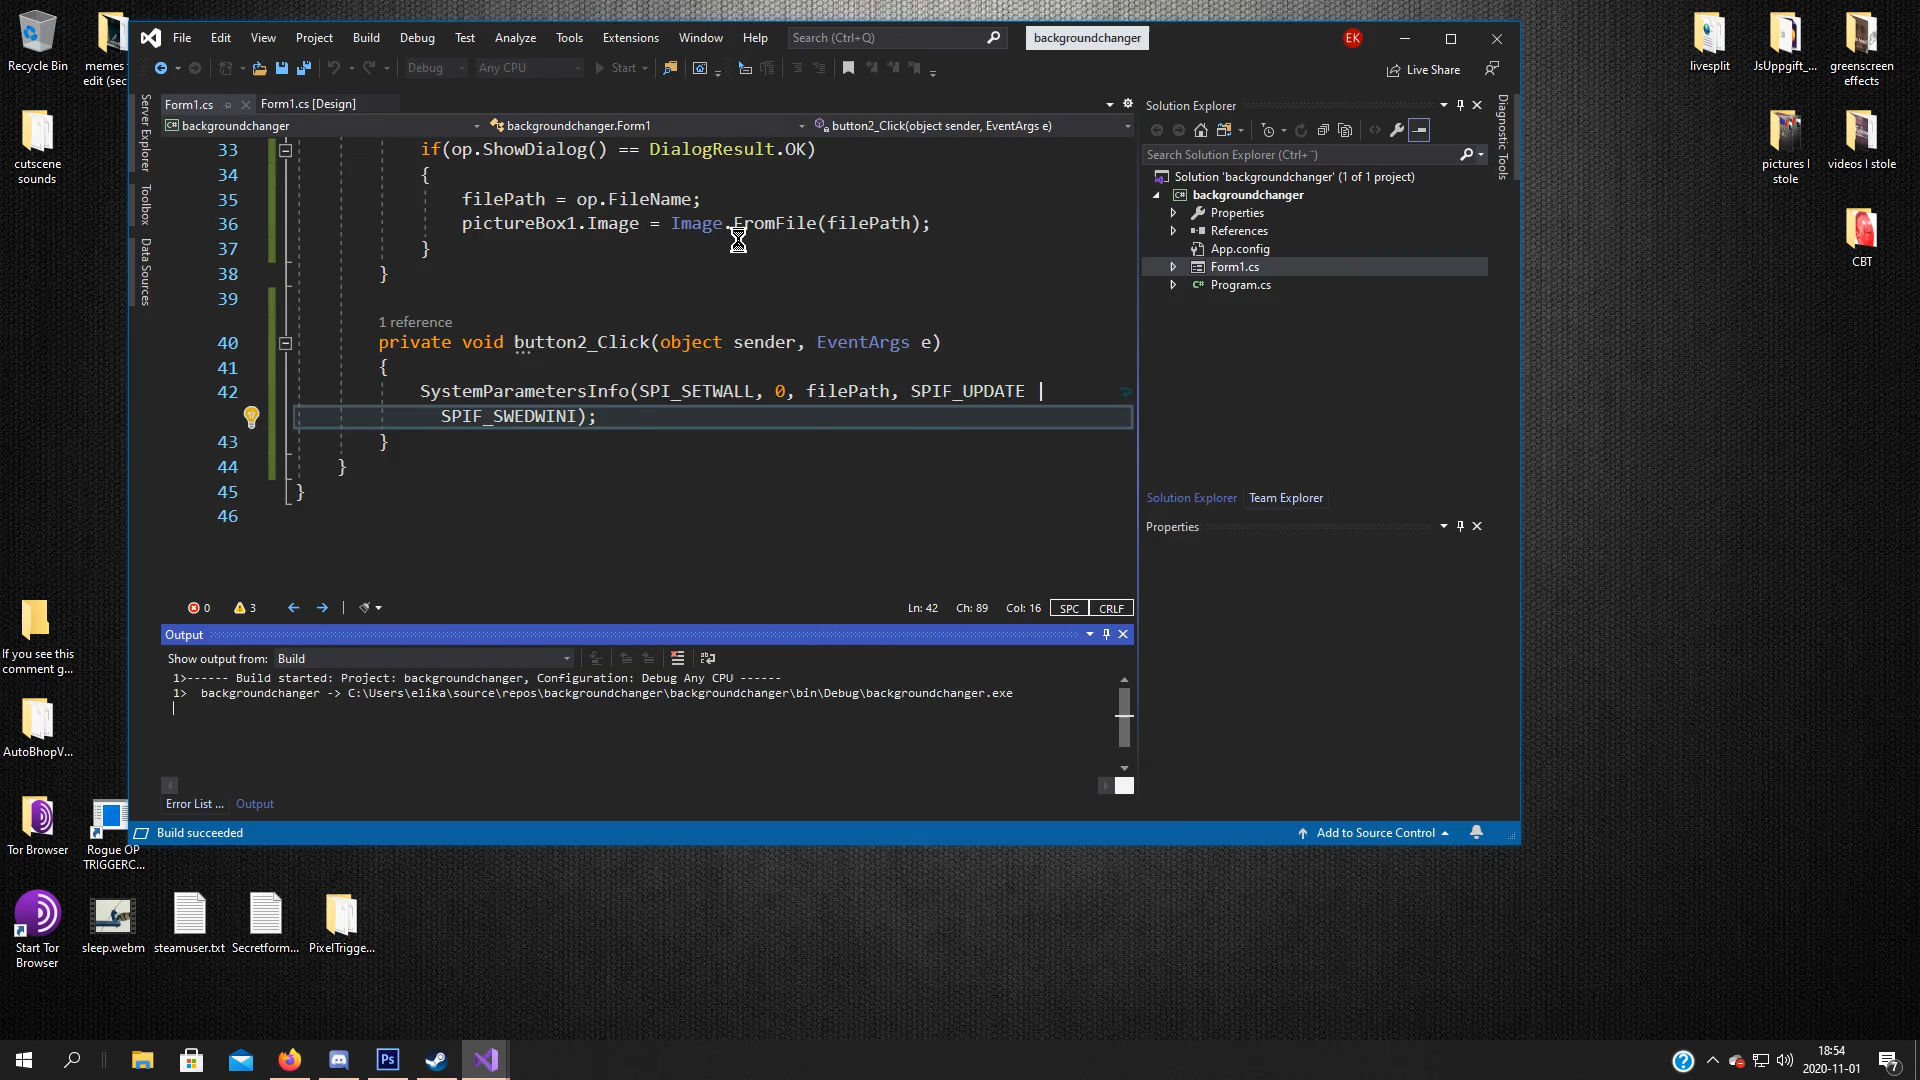 Recycle Bin
memes
edit (sec
cutscene
sounds
If you see this
comment g...
AutoBhopV...
Tor Browser
Rogue OP
TRIGGERC...
Start Tor
Browser
sleep.webm
steamuser.txt
Secretform...
PixelTrigge...
File Edit View Project Build Debug Test Analyze Tools Extensions Window Help Search (Ctrl+Q) backgroundchanger EK
Debug Any CPU Start Live Share
Server Explorer
Toolbox
Data Sources
Form1.cs Form1.cs [Design]
backgroundchanger backgroundchanger.Form1 button2_Click(object sender, EventArgs e)
33 if(op.ShowDialog() == DialogResult.OK)
34 {
35 filePath = op.FileName;
36 pictureBox1.Image = Image.FromFile(filePath);
37 }
38 }
39
1 reference
40 private void button2_Click(object sender, EventArgs e)
41 {
42 SystemParametersInfo(SPI_SETWALL, 0, filePath, SPIF_UPDATE |
SPIF_SWEDWINI);
43 }
44 }
45 }
46
0 3 Ln: 42 Ch: 89 Col: 16 SPC CRLF
Output
Show output from: Build
1>------ Build started: Project: backgroundchanger, Configuration: Debug Any CPU ------
1> backgroundchanger -> C:\Users\elika\source\repos\backgroundchanger\backgroundchanger\bin\Debug\backgroundchanger.exe
Error List ... Output
Build succeeded Add to Source Control
Solution Explorer
Search Solution Explorer (Ctrl+¨)
Solution 'backgroundchanger' (1 of 1 project)
backgroundchanger
Properties
References
App.config
Form1.cs
Program.cs
Solution Explorer Team Explorer
Properties
Diagnostic Tools
livesplit
JsUppgift_...
greenscreen
effects
pictures I
stole
videos I stole
CBT
Ps
18:54
2020-11-01
7